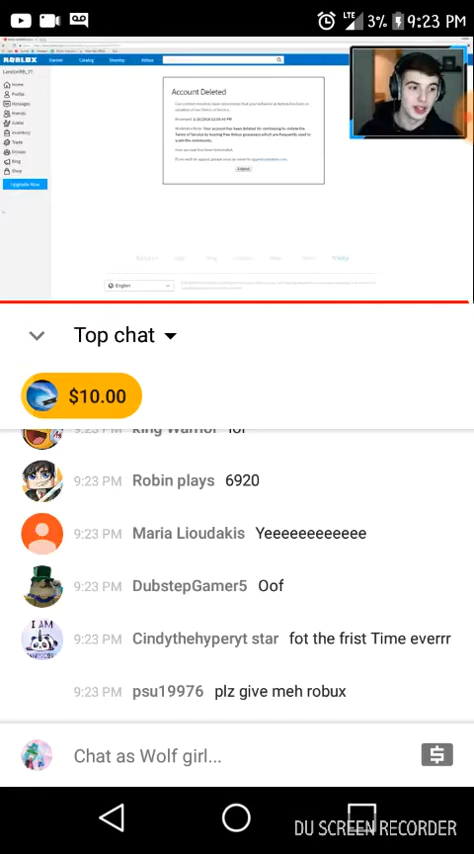 LTE 3% 9:23 PM
ROBLOX Games Catalog Develop Robux
Home
Profile
Messages
Friends
Avatar
Inventory
Trade
Groups
Blog
Shop
Upgrade Now
Account Deleted
English
Privacy
Top chat
$10.00
9:23 PM king Warrior lol
9:23 PM Robin plays 6920
9:23 PM Maria Lioudakis Yeeeeeeeeeeee
9:23 PM DubstepGamer5 Oof
I AM
9:23 PM Cindythehyperyt star fot the frist Time everrr
9:23 PM psu19976 plz give meh robux
Chat as Wolf girl...
DU SCREEN RECORDER